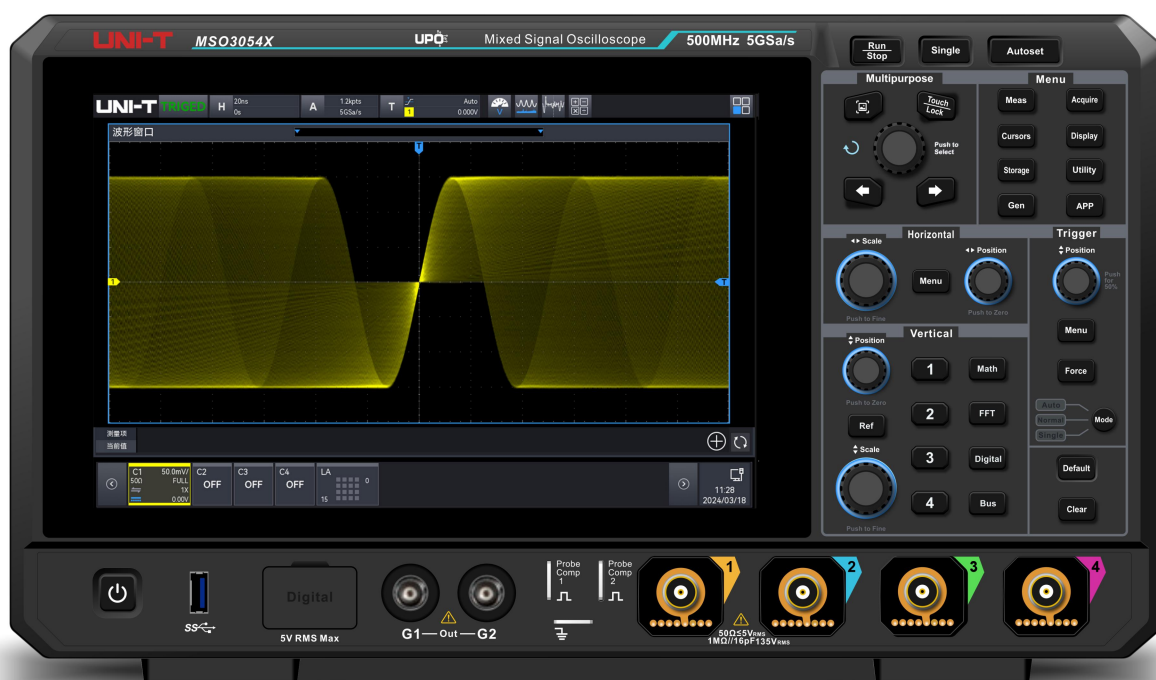 UNI-T MSO3054X UPO Mixed Signal Oscilloscope 500MHz 5GSa/s
Run
Stop
Single
Autoset
Multipurpose
Menu
Touch
Lock
Push to
Select
Meas
Acquire
Cursors
Display
Storage
Utility
Gen
APP
UNI-T TRIGED H 20ns A 1.2kpts T Auto
0s 5GSa/s 1 0.000V
波形窗口
T
1
T
测量项
当前值
C1 50.0mV/
50Ω FULL
1X
0.00V
C2
OFF
C3
OFF
C4
OFF
LA
0
15
11:28
2024/03/18
Horizontal
Scale
Position
Menu
Push to Fine
Push to Zero
Trigger
Position
Push
for
50%
Menu
Force
Auto
Normal
Single
Mode
Default
Clear
Vertical
Position
Push to Zero
Ref
Scale
Push to Fine
1 Math
2 FFT
3 Digital
4 Bus
SS
Digital
5V RMS Max
G1 — Out — G2
Probe
Comp
1
Probe
Comp
2
1
2
3
4
50Ω≤5VRMS
1MΩ//16pF135VRMS